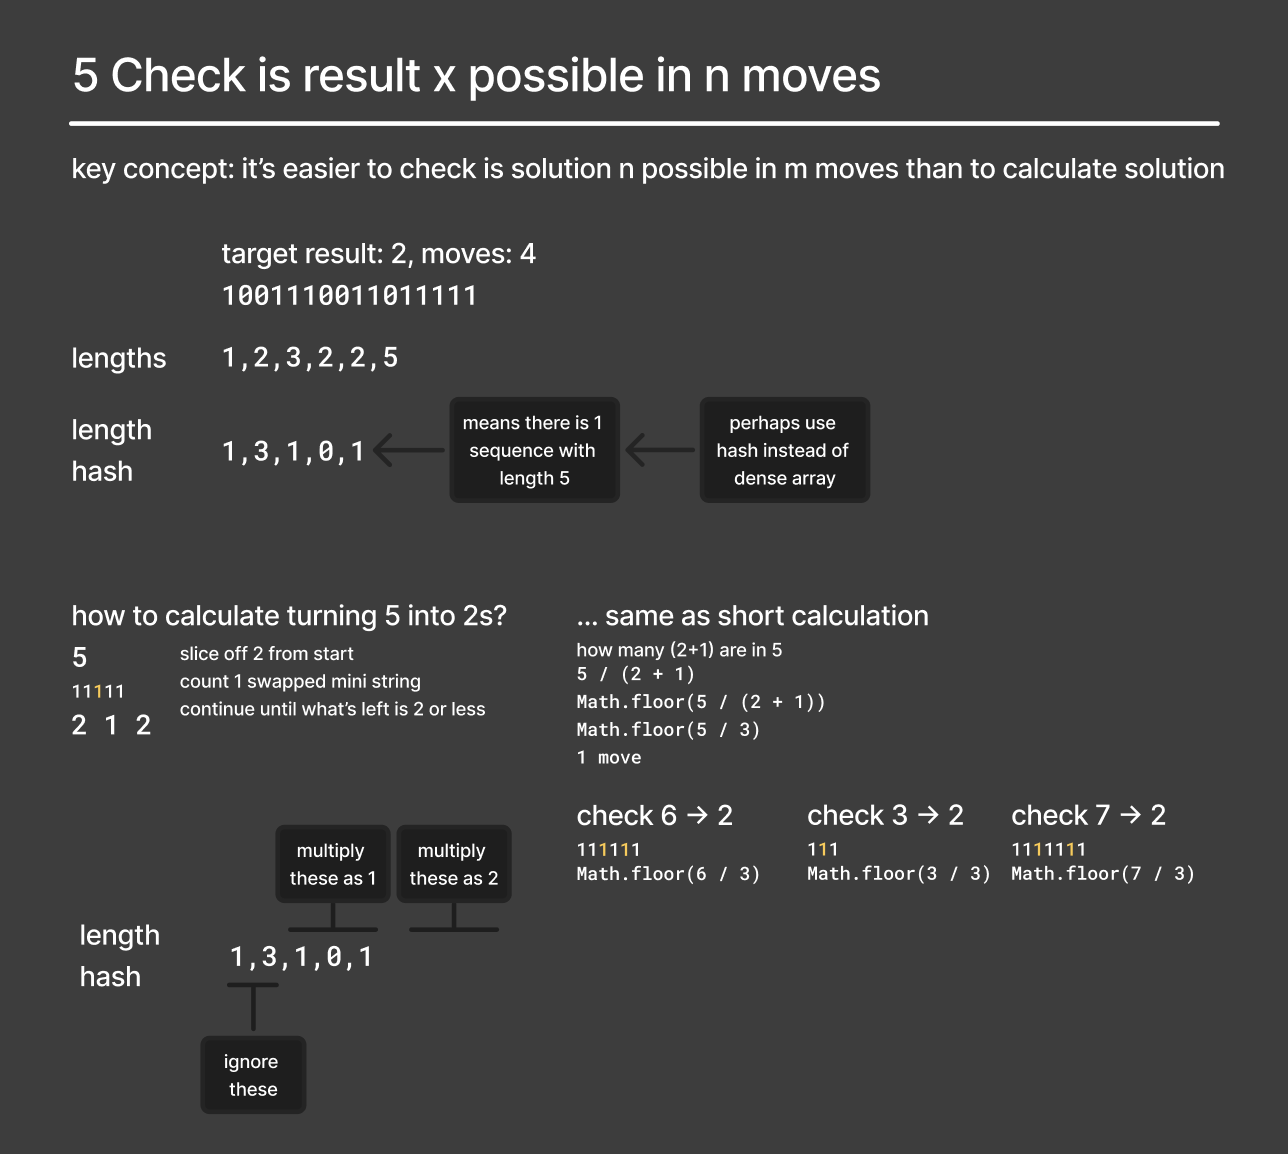 5 Check is result x possible in n moves
key concept: it’s easier to check is solution n possible in m moves than to calculate solution
target result: 2, moves: 4
1001110011011111
lengths
1,2,3,2,2,5
length
hash
1,3,1,0,1
means there is 1
sequence with
length 5
perhaps use
hash instead of
dense array
how to calculate turning 5 into 2s?
5
11111
2 1 2
slice off 2 from start
count 1 swapped mini string
continue until what’s left is 2 or less
... same as short calculation
how many (2+1) are in 5
5 / (2 + 1)
Math.floor(5 / (2 + 1))
Math.floor(5 / 3)
1 move
check 6 → 2
111111
Math.floor(6 / 3)
check 3 → 2
111
Math.floor(3 / 3)
check 7 → 2
1111111
Math.floor(7 / 3)
multiply
these as 1
multiply
these as 2
length
hash
1,3,1,0,1
ignore
these